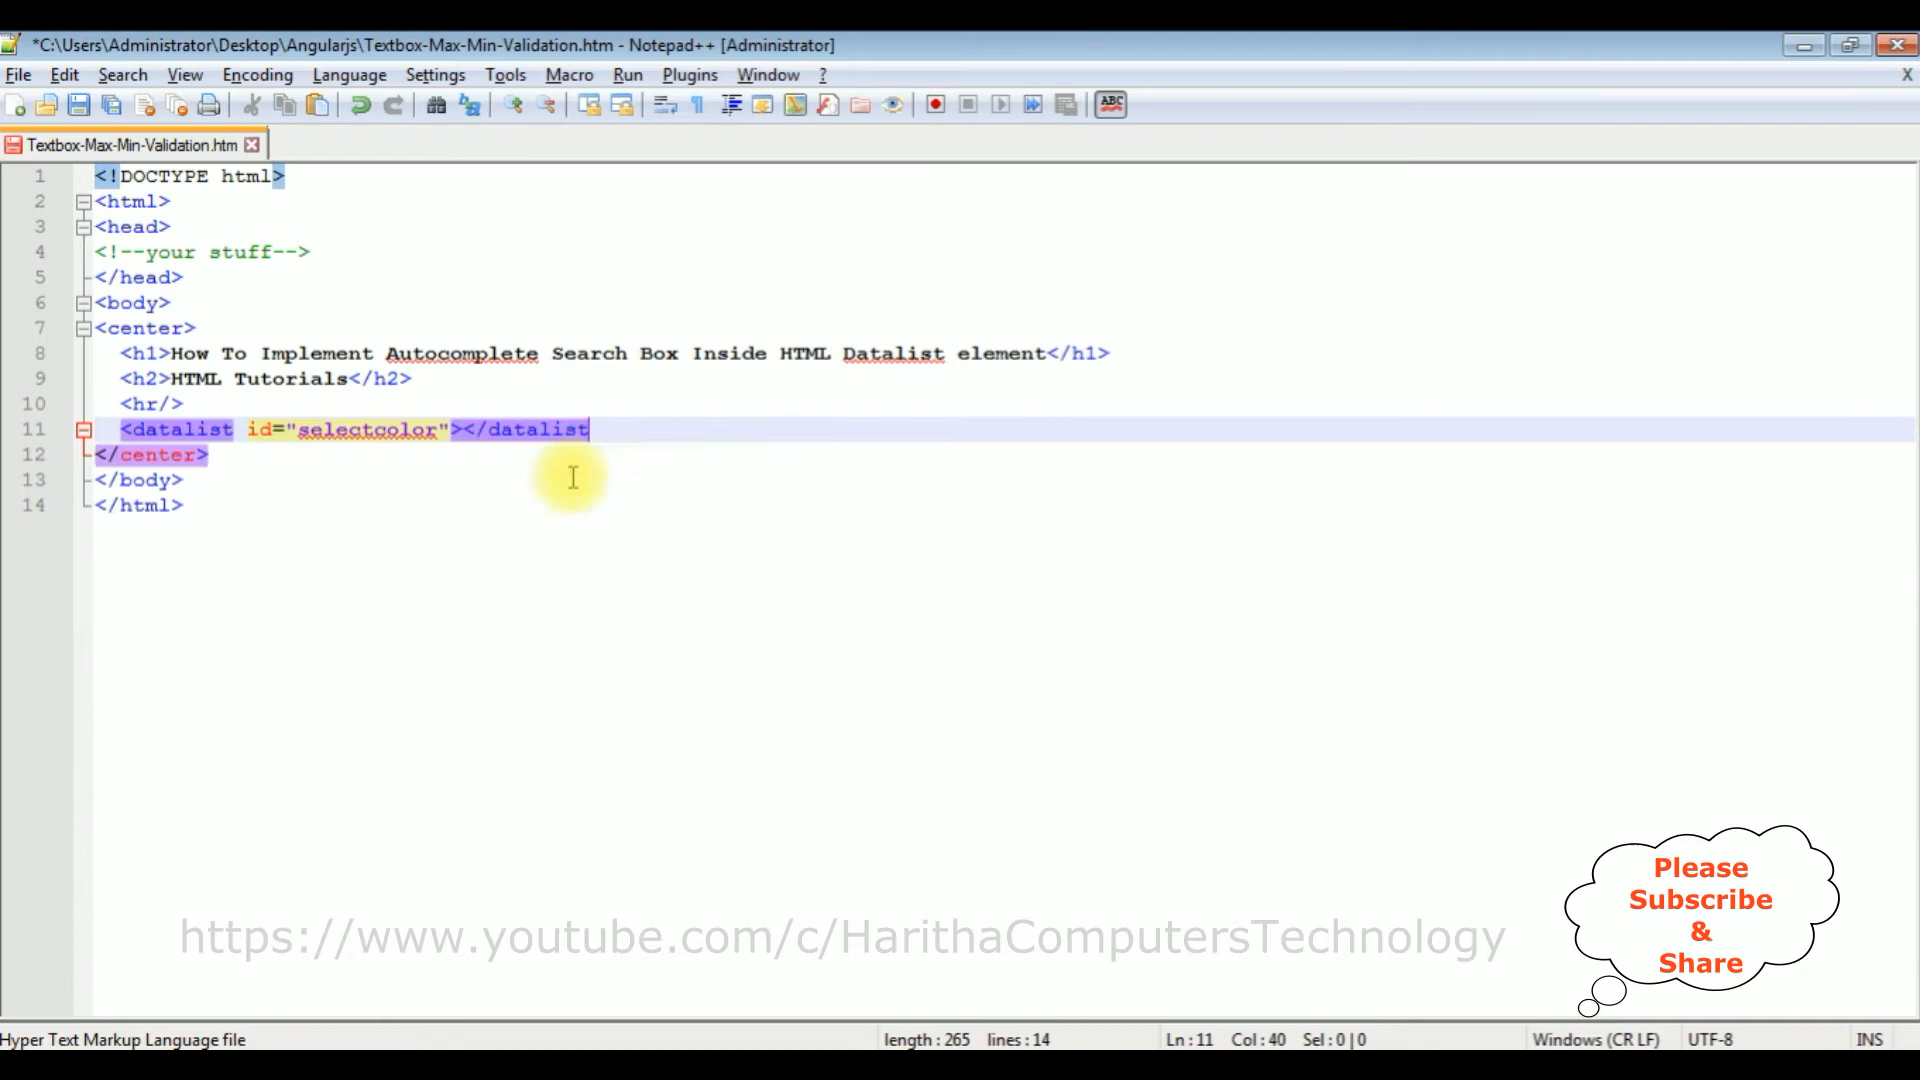 *C:\Users\Administrator\Desktop\Angularjs\Textbox-Max-Min-Validation.htm - Notepad++ [Administrator]
File Edit Search View Encoding Language Settings Tools Macro Run Plugins Window ? X
ABC
Textbox-Max-Min-Validation.htm
1 <!DOCTYPE html>
2 <html>
3 <head>
4 <!--your stuff-->
5 </head>
6 <body>
7 <center>
8 <h1>How To Implement Autocomplete Search Box Inside HTML Datalist element</h1>
9 <h2>HTML Tutorials</h2>
10 <hr/>
11 <datalist id="selectcolor"></datalist
12 </center>
13 </body>
14 </html>
Please
Subscribe
&
Share
https://www.youtube.com/c/HarithaComputersTechnology
Hyper Text Markup Language file length : 265 lines : 14 Ln : 11 Col : 40 Sel : 0 | 0 Windows (CR LF) UTF-8 INS